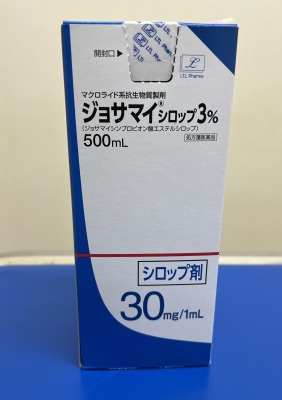 開封口▶
LTL Pharma
マクロライド系抗生物質製剤
ジョサマイ®シロップ3%
(ジョサマイシンプロピオン酸エステルシロップ)
処方箋医薬品
500mL
シロップ剤
30mg/1mL